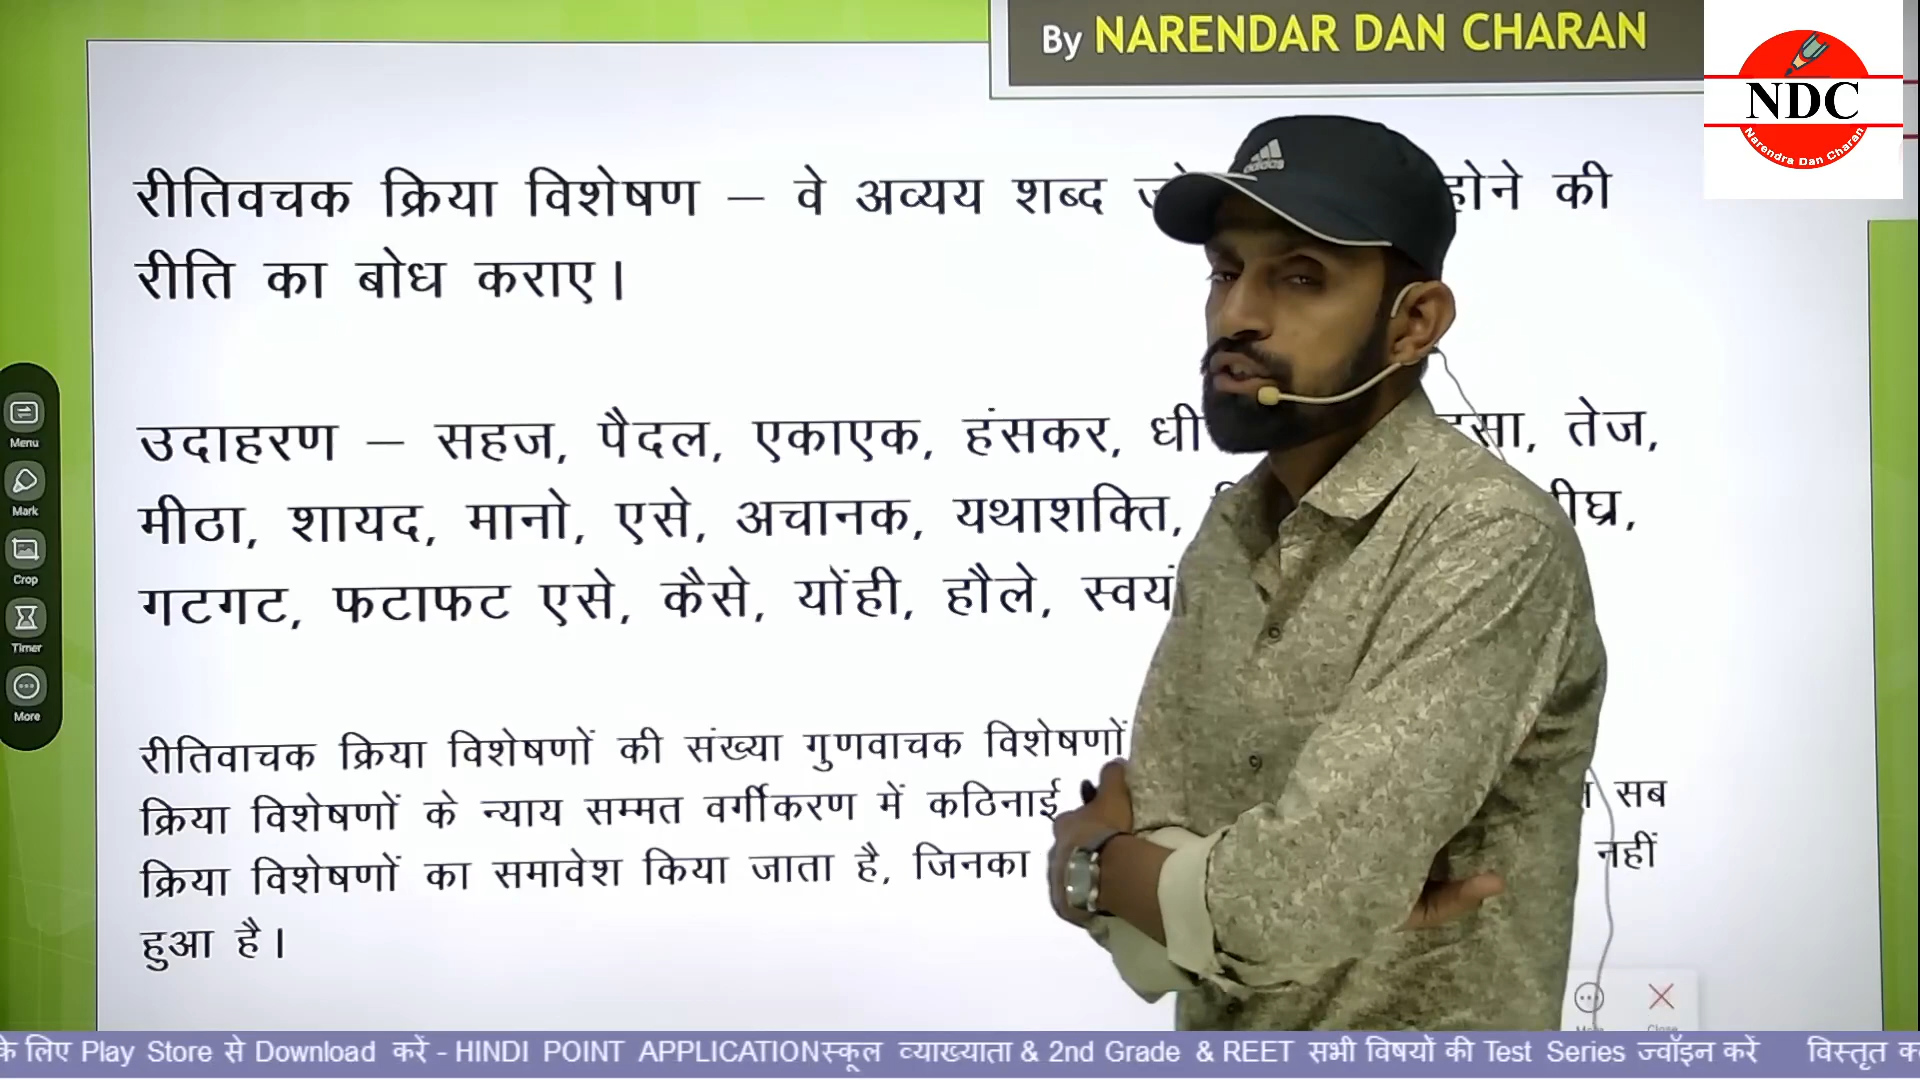 By NARENDAR DAN CHARAN
NDC
Narendra Dan Charan
adidas
रीतिवचक क्रिया विशेषण – वे अव्यय शब्द होने की
रीति का बोध कराए।
उदाहरण – सहज, पैदल, एकाएक, हंसकर, तेज,
मीठा, शायद, मानो, एसे, अचानक, यथाशक्ति,
गटगट, फटाफट एसे, कैसे, योंही, हौले, स्वयं
रीतिवाचक क्रिया विशेषणों की संख्या गुणवाचक विशेषणों
क्रिया विशेषणों के न्याय सम्मत वर्गीकरण में कठिनाई सब
क्रिया विशेषणों का समावेश किया जाता है, जिनका नहीं
हुआ है।
Menu
Mark
Crop
Timer
More
के लिए Play Store से Download करें - HINDI POINT APPLICATIONस्कूल व्याख्याता & 2nd Grade & REET सभी विषयों की Test Series ज्वॉइन करें विस्तृत